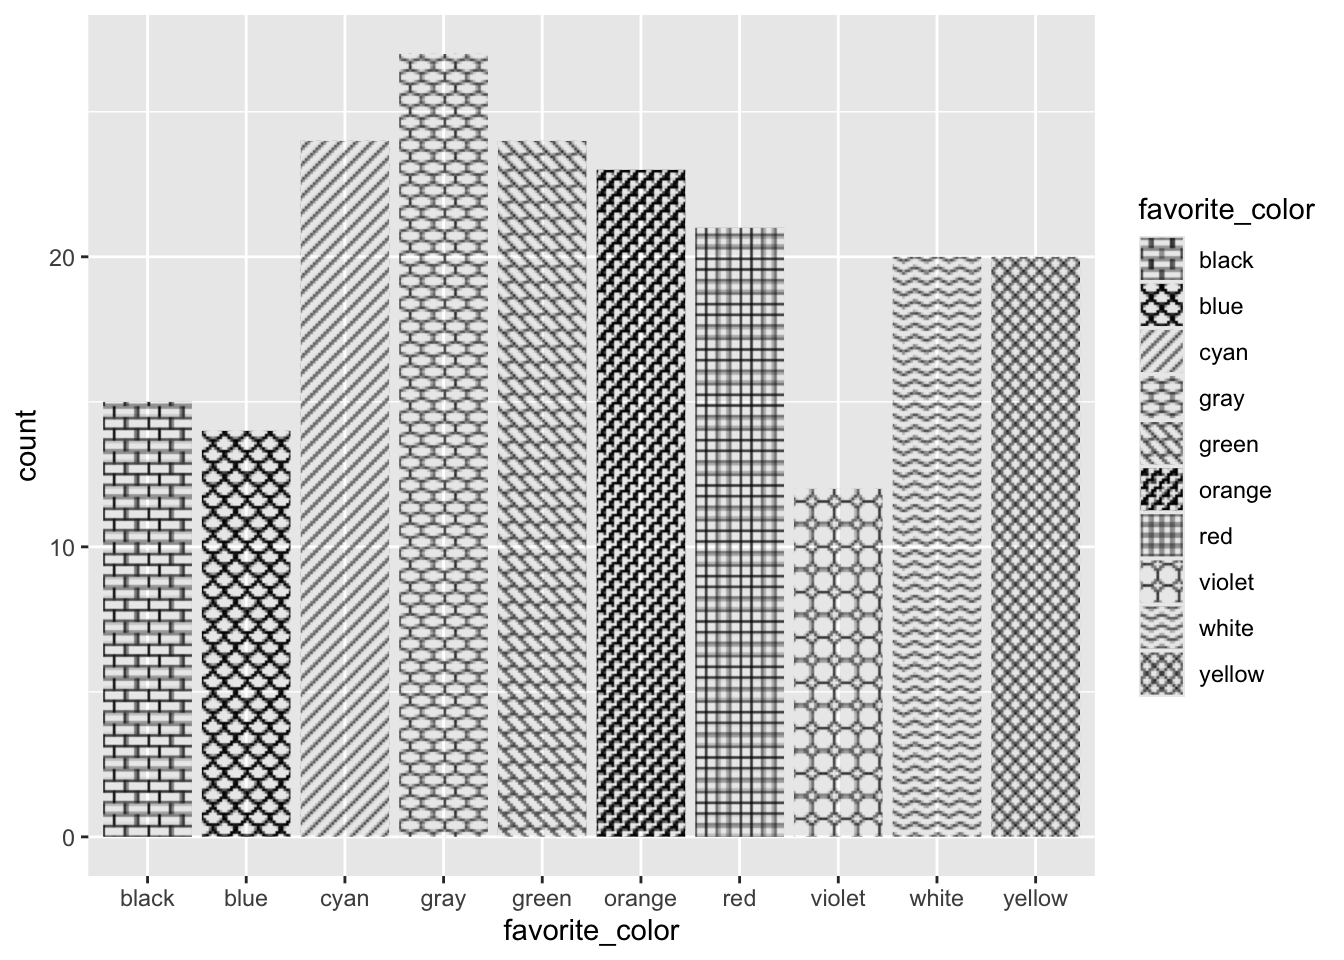 count
20
10
0
black blue cyan gray green orange red violet white yellow
favorite_color
favorite_color
black
blue
cyan
gray
green
orange
red
violet
white
yellow